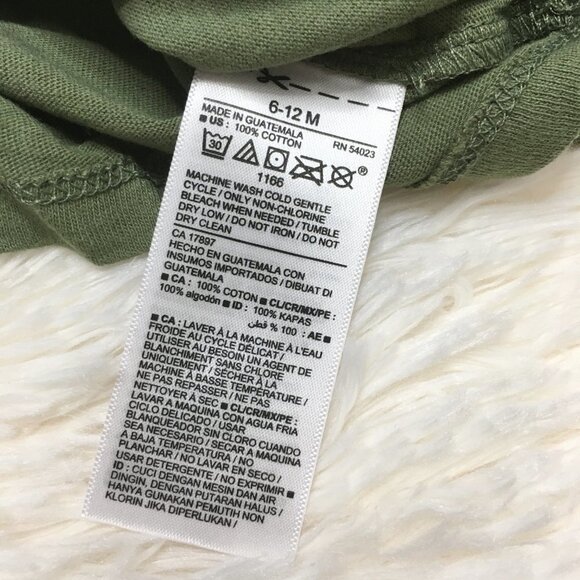 6-12 M
MADE IN GUATEMALA RN 54023
■ US : 100% COTTON
30
1166
MACHINE WASH COLD GENTLE
CYCLE / ONLY NON-CHLORINE
BLEACH WHEN NEEDED / TUMBLE
DRY LOW / DO NOT IRON / DO NOT
DRY CLEAN
CA 17897
HECHO EN GUATEMALA CON
INSUMOS IMPORTADOS / DIBUAT DI
GUATEMALA
■ CA : 100% COTON ■ CL/CR/MX/PE :
100% algodón ■ ID : 100% KAPAS
■ AE : 100 % قطن
■ CA : LAVER À LA MACHINE À L'EAU
FROIDE AU CYCLE DÉLICAT /
UTILISER AU BESOIN UN AGENT DE
BLANCHIMENT SANS CHLORE
UNIQUEMENT / SÉCHER À LA
MACHINE À BASSE TEMPÉRATURE /
NE PAS REPASSER / NE PAS
NETTOYER À SEC ■ CL/CR/MX/PE :
LAVAR A MAQUINA CON AGUA FRIA
CICLO DELICADO / USAR
BLANQUEADOR SIN CLORO CUANDO
SEA NECESARIO / SECAR A MAQUINA
A BAJA TEMPERATURA / NO USAR
DETERGENTE / NO LAVAR EN SECO /
USAR DETERGENTE / NO EXPRIMIR ■
ID : CUCI DENGAN MESIN DAN AIR
DINGIN, DENGAN PUTARAN HALUS /
HANYA GUNAKAN PEMUTIH NON
KLORIN JIKA DIPERLUKAN /